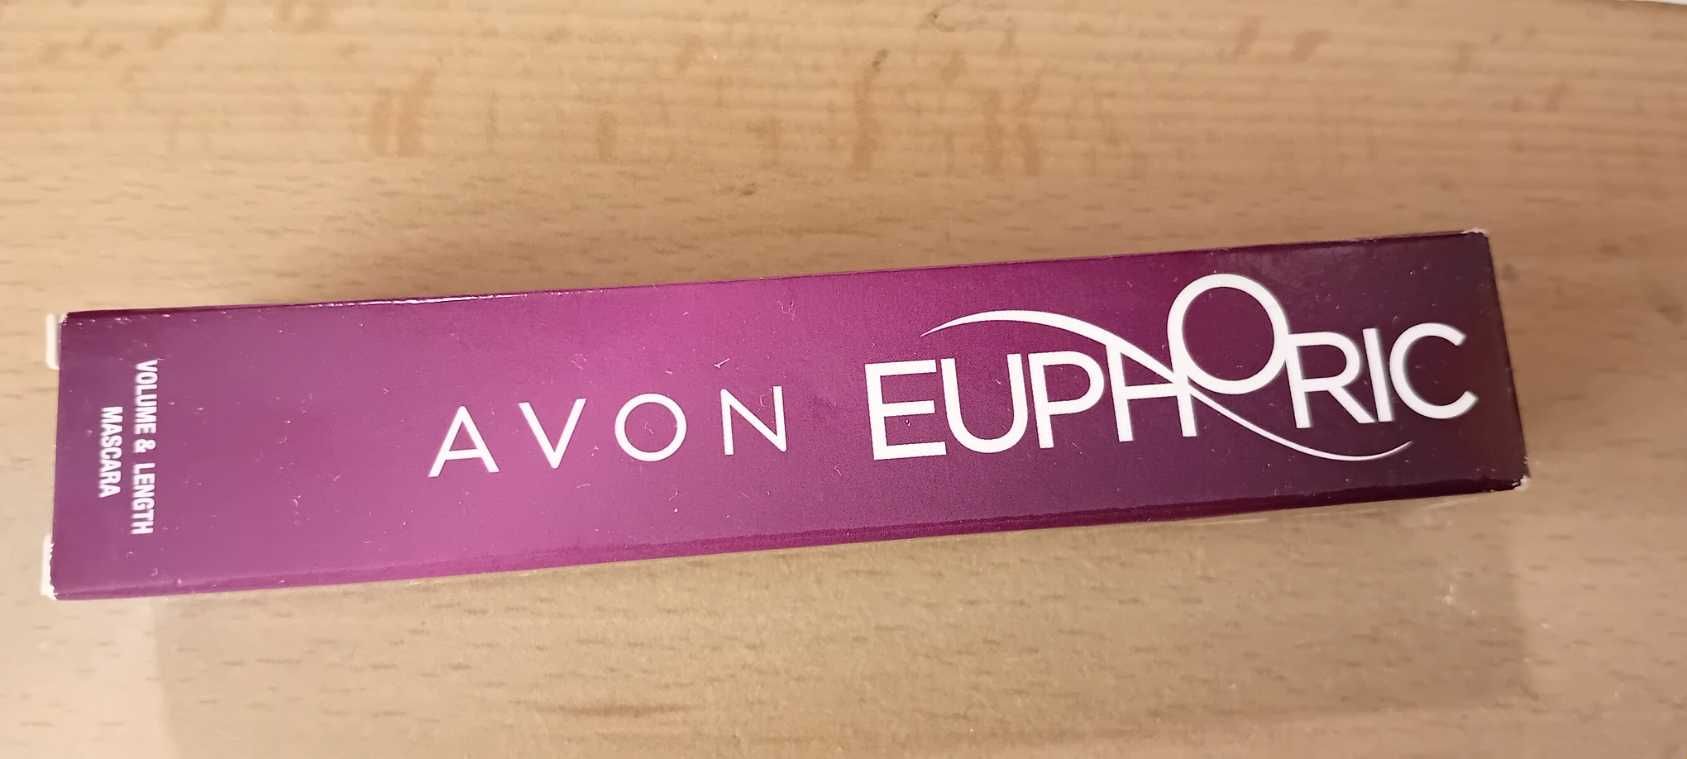 AVON EUPHORIC
VOLUME & LENGTH
MASCARA